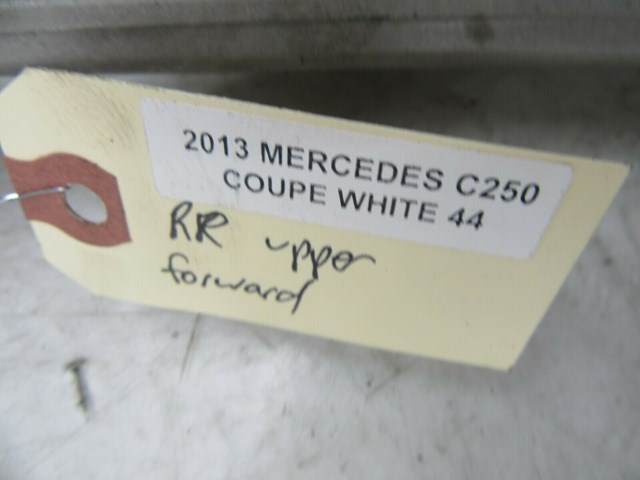 2013 MERCEDES C250
COUPE WHITE 44
RR upper
forward